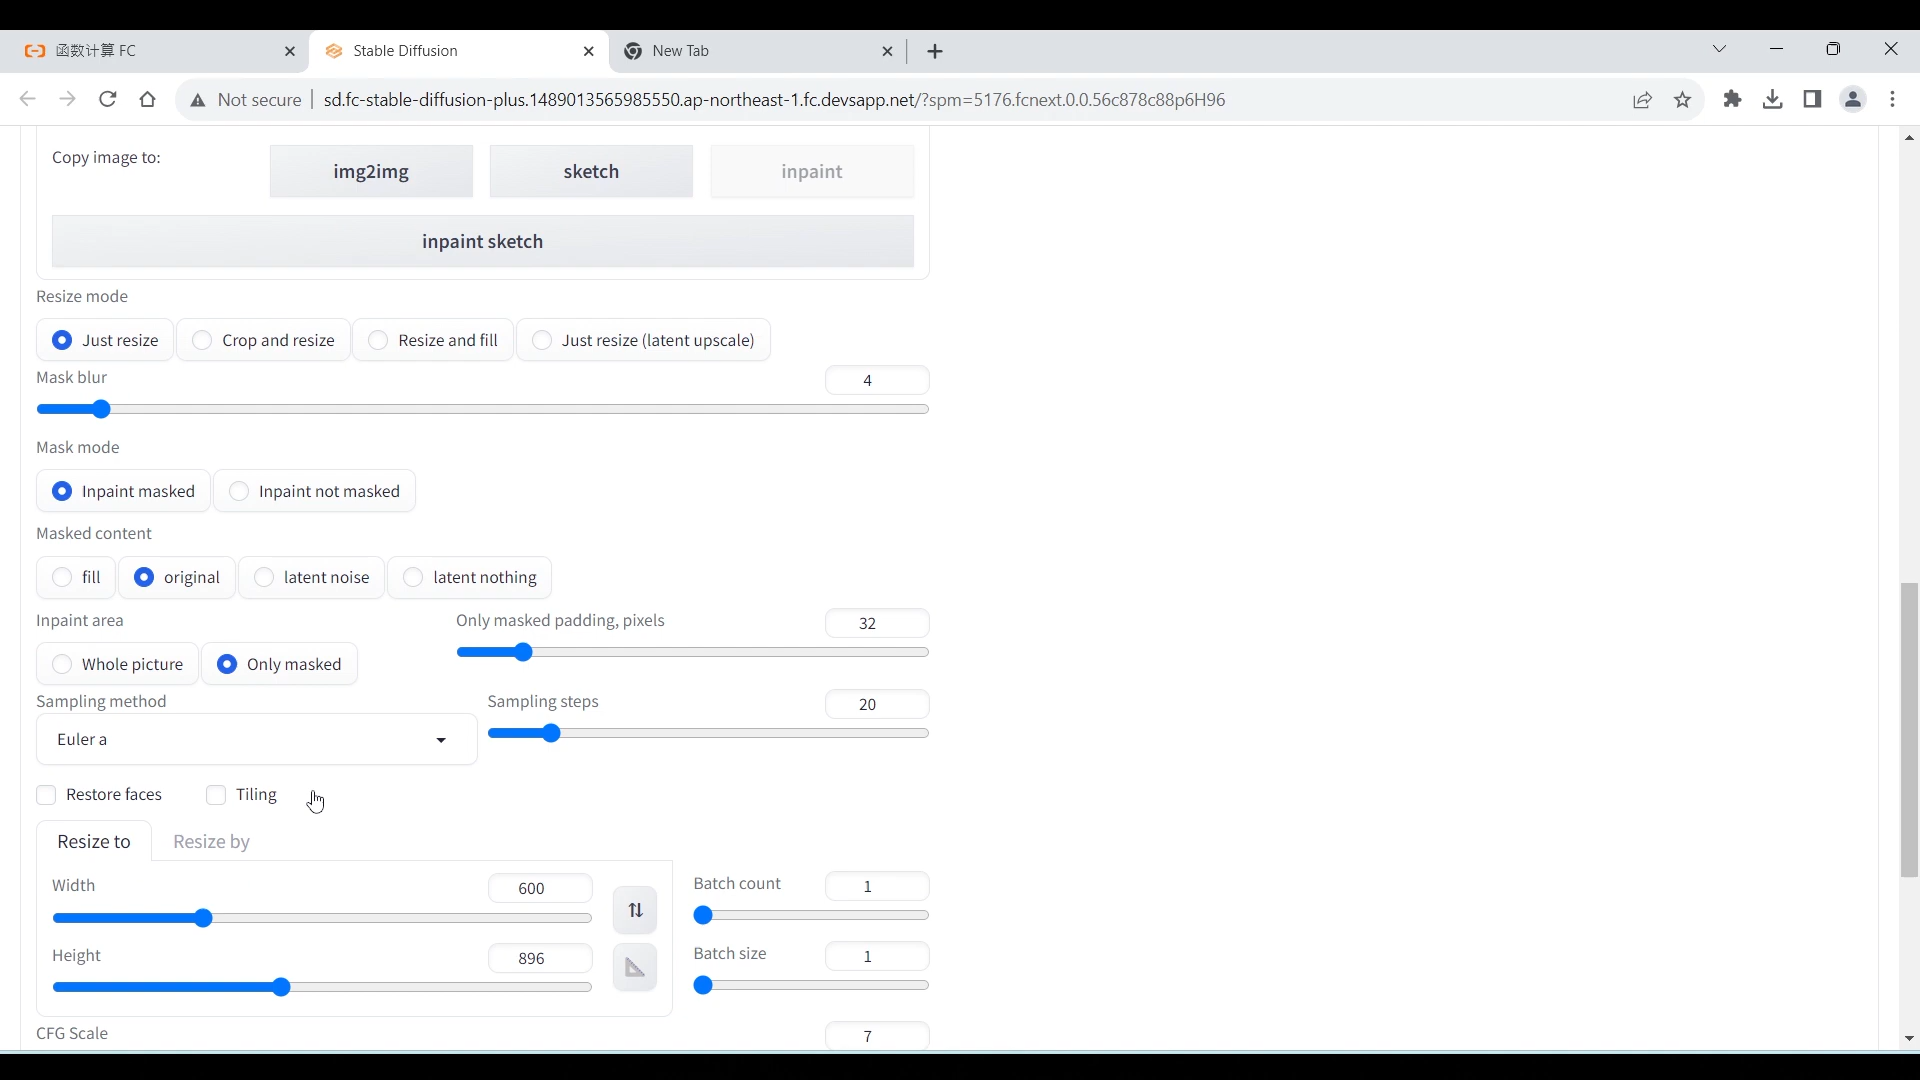 函数计算 FC
Stable Diffusion
New Tab
Not secure
sd.fc-stable-diffusion-plus.1489013565985550.ap-northeast-1.fc.devsapp.net/?spm=5176.fcnext.0.0.56c878c88p6H96
Copy image to:
img2img
sketch
inpaint
inpaint sketch
Resize mode
Just resize
Crop and resize
Resize and fill
Just resize (latent upscale)
Mask blur
4
Mask mode
Inpaint masked
Inpaint not masked
Masked content
fill
original
latent noise
latent nothing
Inpaint area
Only masked padding, pixels
32
Whole picture
Only masked
Sampling method
Sampling steps
20
Euler a
Restore faces
Tiling
Resize to
Resize by
Width
600
Batch count
1
Height
896
Batch size
1
CFG Scale
7